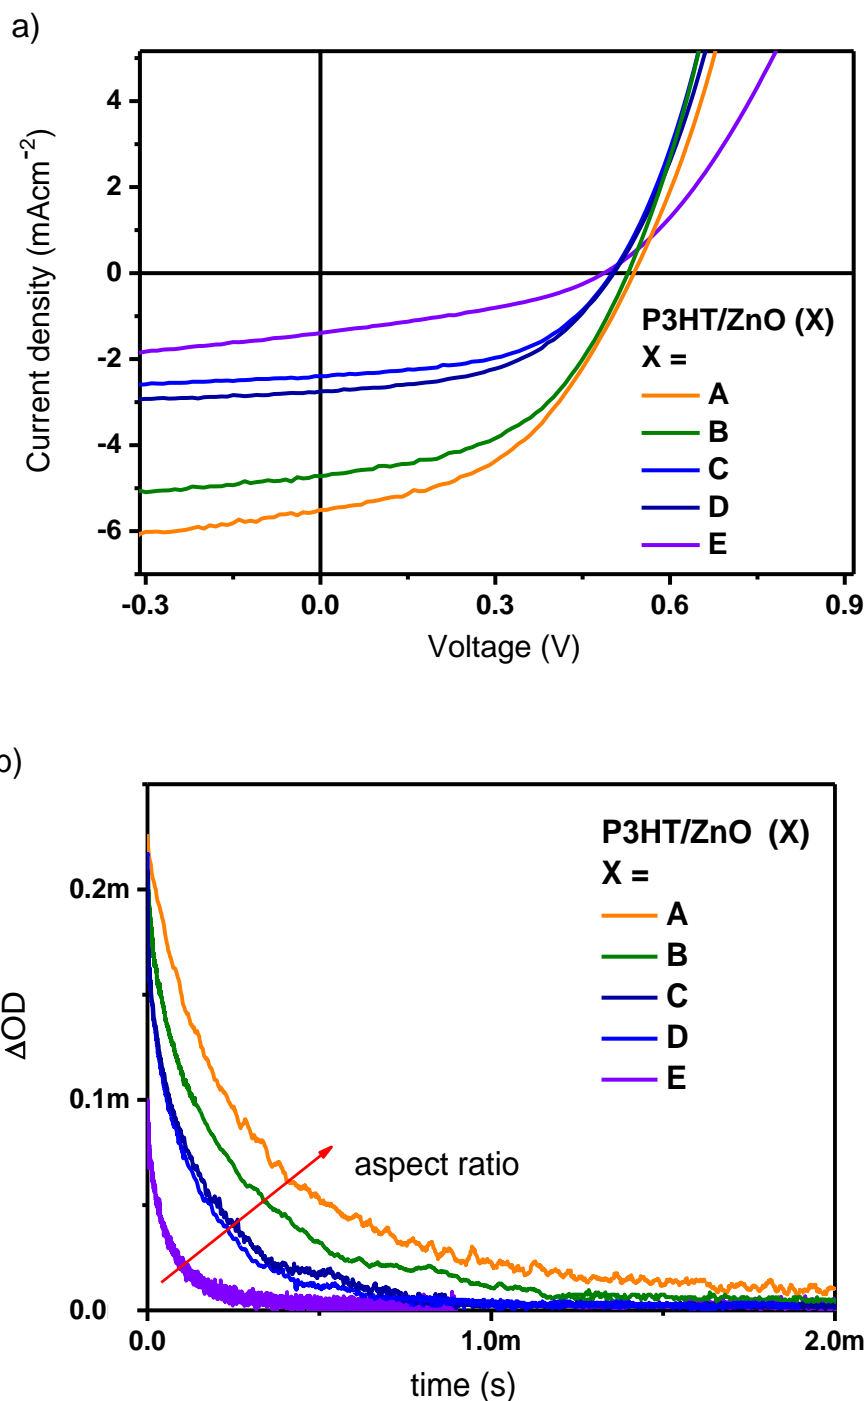 a)
4
2
0
-2
-4
-6
Current density (mAcm⁻²)
P3HT/ZnO (X)
X =
A
B
C
D
E
-0.3
0.0
0.3
0.6
0.9
Voltage (V)
b)
0.2m
0.1m
0.0
ΔOD
P3HT/ZnO (X)
X =
A
B
C
D
E
aspect ratio
0.0
1.0m
2.0m
time (s)